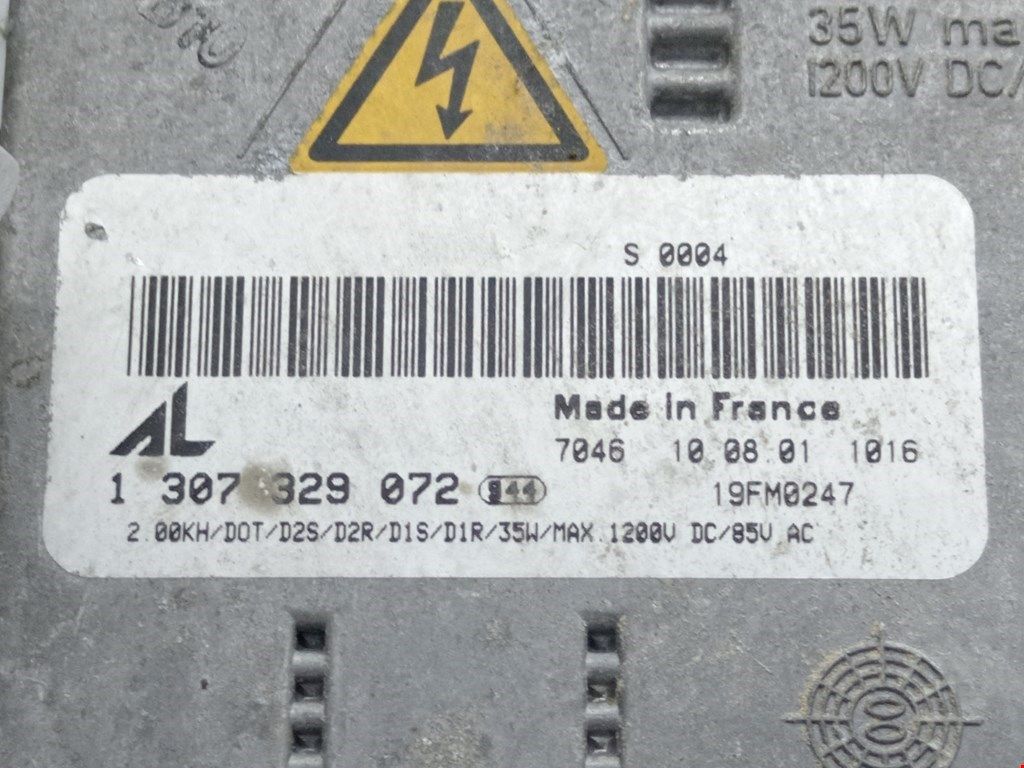 35W
1200V DC/
S 0004
AL
Made in France
7046 10 08 01 1016
1 307 329 072 944
19FM0247
2.00KH/DOT/D2S/D2R/D1S/D1R/35W/MAX.1200V DC/85V AC